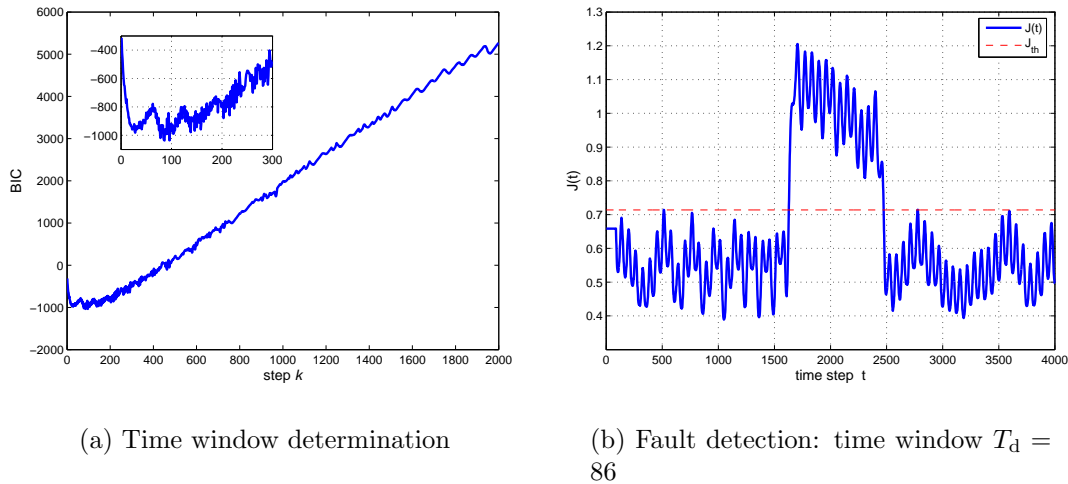 6000
5000
4000
3000
2000
1000
0
−1000
−2000
BIC
−400
−600
−800
−1000
0 100 200 300
0 200 400 600 800 1000 1200 1400 1600 1800 2000
step k
1.3
1.2
1.1
1
0.9
0.8
0.7
0.6
0.5
0.4
J(t)
J(t)
J_th
0 500 1000 1500 2000 2500 3000 3500 4000
time step t
(a) Time window determination
(b) Fault detection: time window T_d =
86